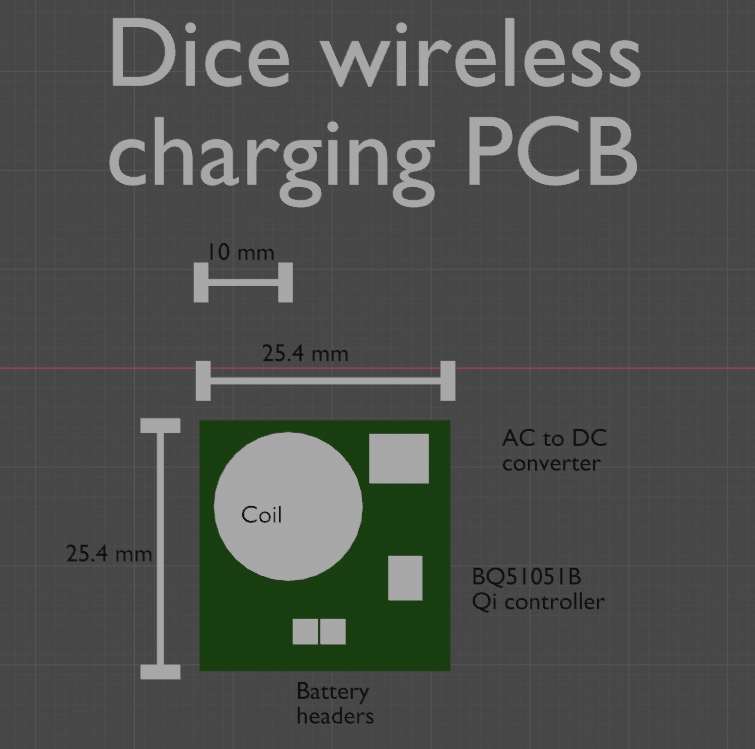 Dice wireless
charging PCB
10 mm
25.4 mm
AC to DC
converter
Coil
25.4 mm
BQ51051B
Qi controller
Battery
headers